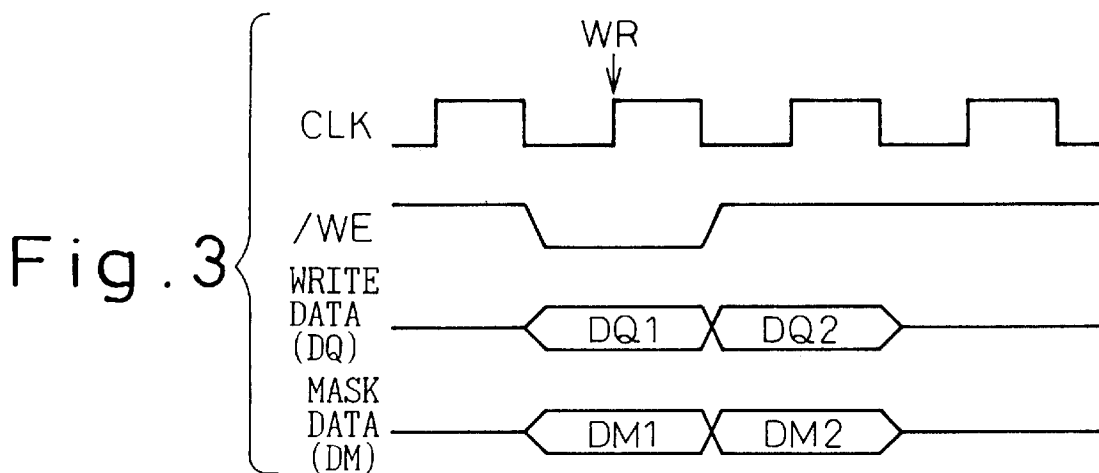 Fig. 3
WR
CLK
/WE
WRITE
DATA
(DQ)
DQ1 DQ2
MASK
DATA
(DM)
DM1 DM2